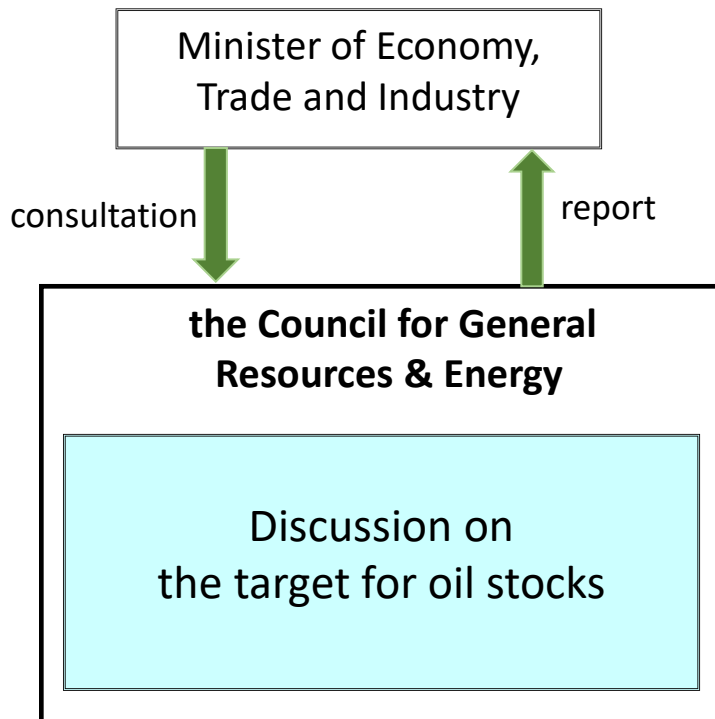 Minister of Economy,
Trade and Industry
consultation
report
the Council for General
Resources & Energy
Discussion on
the target for oil stocks